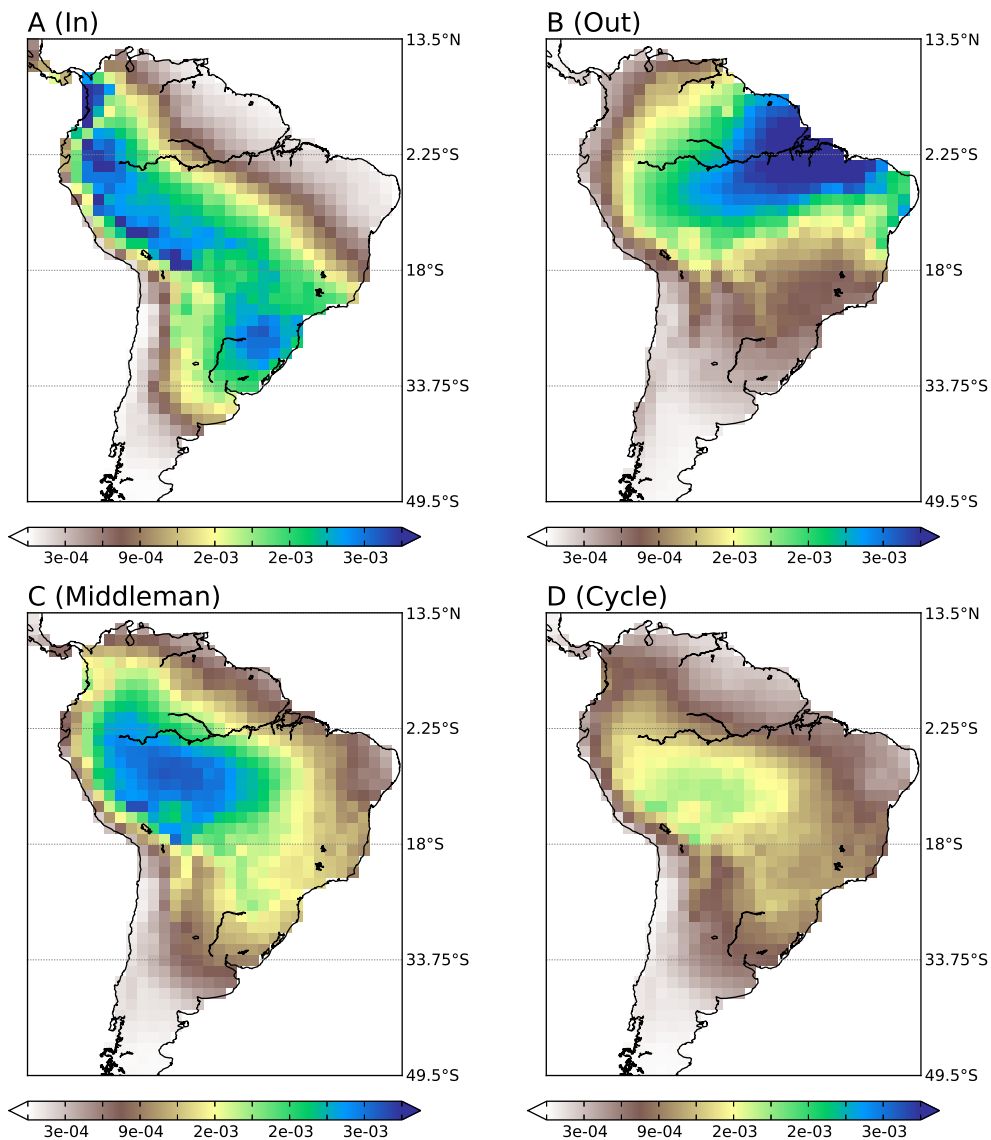 A (In)
B (Out)
13.5°N
2.25°S
18°S
33.75°S
49.5°S
13.5°N
2.25°S
18°S
33.75°S
49.5°S
3e-04 9e-04 2e-03 2e-03 3e-03
3e-04 9e-04 2e-03 2e-03 3e-03
C (Middleman)
D (Cycle)
13.5°N
2.25°S
18°S
33.75°S
49.5°S
13.5°N
2.25°S
18°S
33.75°S
49.5°S
3e-04 9e-04 2e-03 2e-03 3e-03
3e-04 9e-04 2e-03 2e-03 3e-03